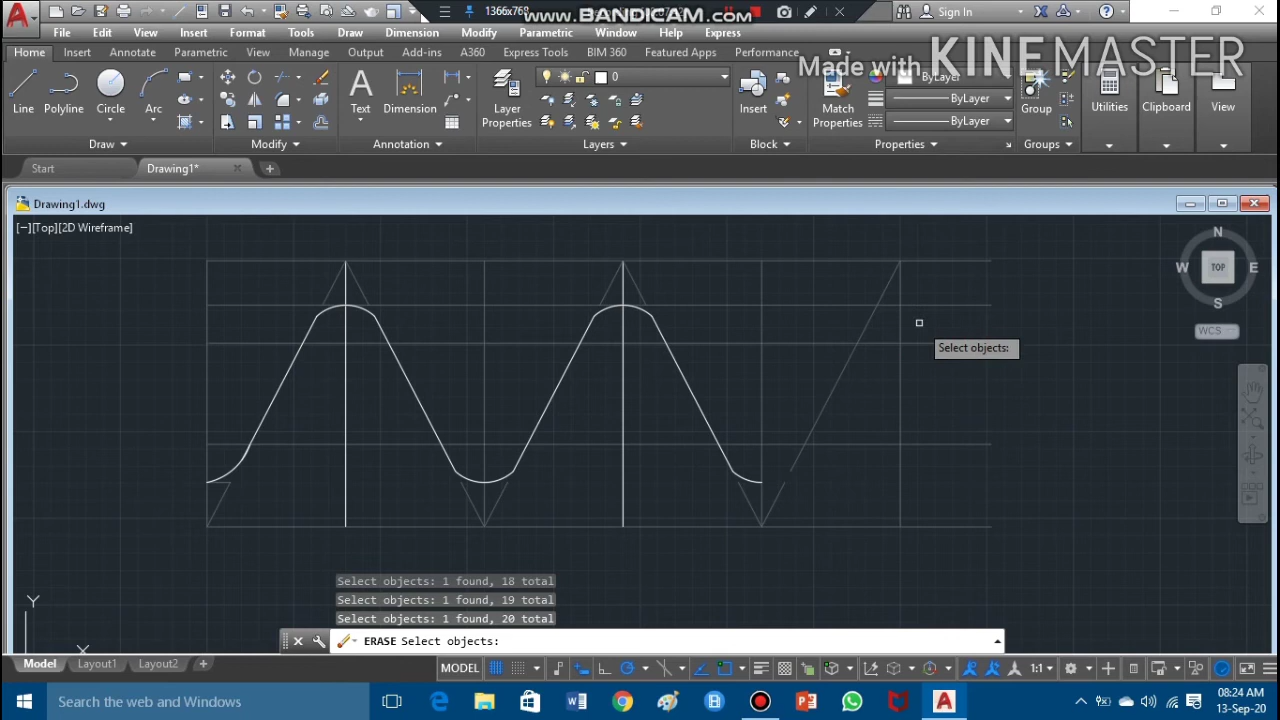 1366x768
WWW.BANDICAM.COM
Sign In
File Edit View Insert Format Tools Draw Dimension Modify Parametric Window Help Express
Home Insert Annotate Parametric View Manage Output Add-ins A360 Express Tools BIM 360 Featured Apps Performance
Made with KINEMASTER
Line Polyline Circle Arc
Text Dimension
Layer Properties
0
Insert
Match Properties
ByLayer
ByLayer
ByLayer
Group
Utilities
Clipboard
View
Draw Modify Annotation Layers Block Properties Groups
Start Drawing1*
Drawing1.dwg
[−][Top][2D Wireframe]
N
W TOP E
S
WCS
Select objects:
Select objects: 1 found, 18 total
Select objects: 1 found, 19 total
Select objects: 1 found, 20 total
Y
X
ERASE Select objects:
Model Layout1 Layout2
MODEL
1:1
Search the web and Windows
08:24 AM
13-Sep-20